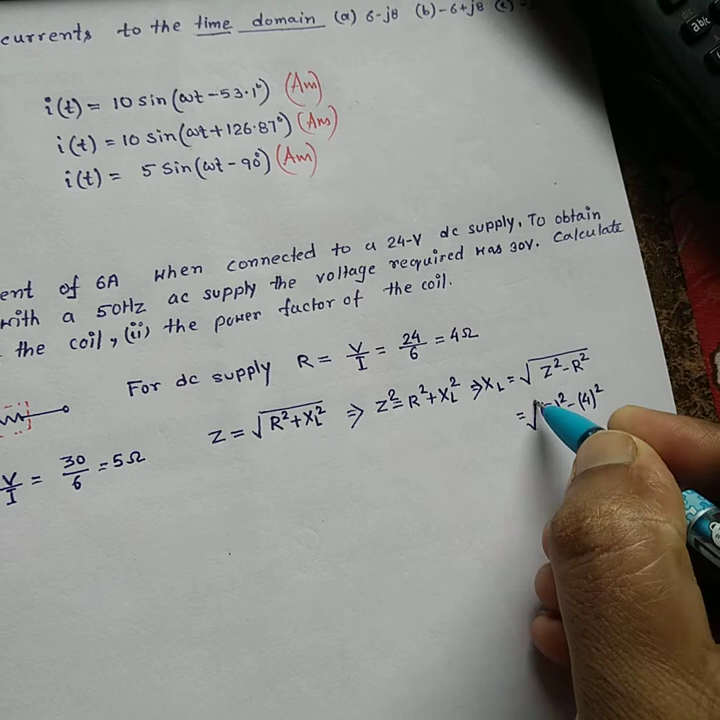 currents to the time domain (a) 6-j8 (b)-6+j8 (c)
i(t) = 10 sin(ωt-53.1°) (Am)
i(t) = 10 sin(ωt+126.87°) (Am)
i(t) = 5 sin(ωt-90°) (Am)
ent of 6A when connected to a 24-V dc supply. To obtain
with a 50Hz ac supply the voltage required was 30V. Calculate
the coil, (ii) the power factor of the coil.
For dc supply R = V/I = 24/6 = 4Ω
Z = √(R²+X_L²) ⇒ Z² = R²+X_L² ⇒ X_L = √(Z²-R²)
= √ ² - (4)²
V/I = 30/6 = 5Ω
abc